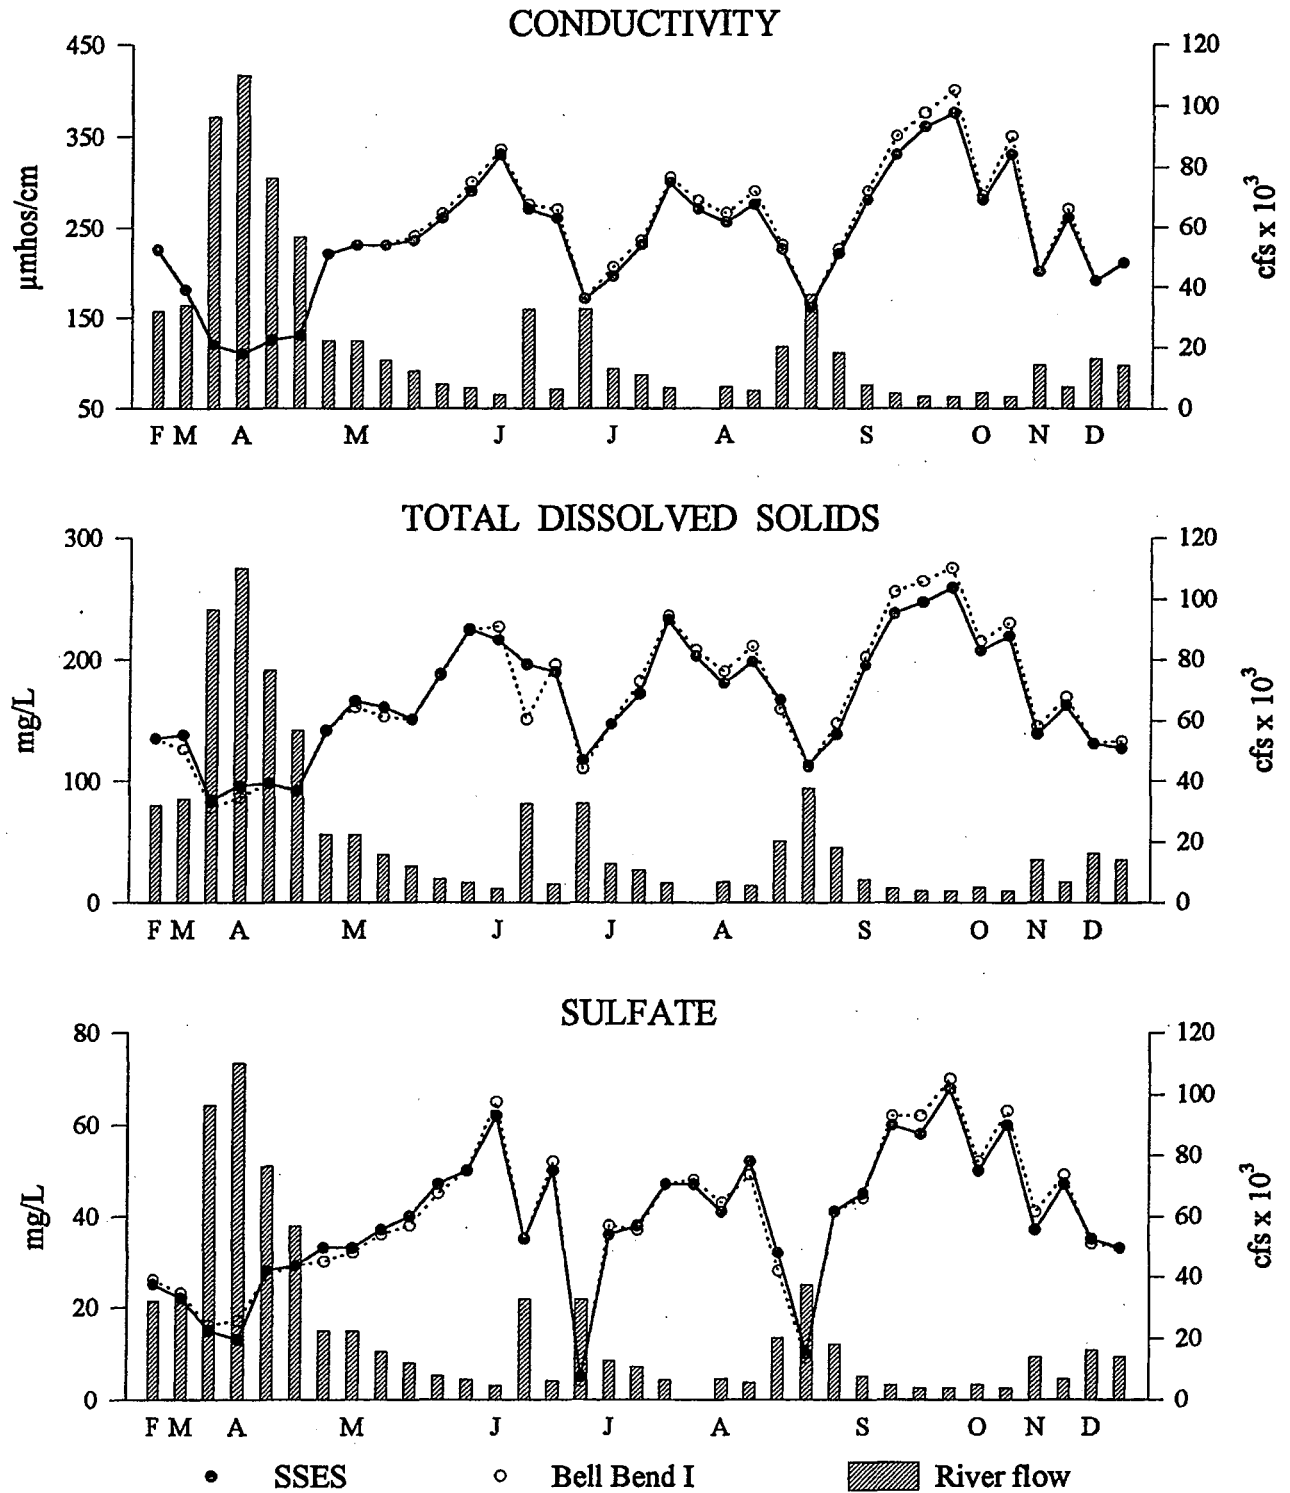 CONDUCTIVITY
450 120
100
350
80
µmhos/cm
250 60
cfs x 10³
40
150
20
50 0
F M A M J J A S O N D
TOTAL DISSOLVED SOLIDS
300 120
100
200 80
mg/L
60
cfs x 10³
100 40
20
0 0
F M A M J J A S O N D
SULFATE
80 120
100
60
80
mg/L
40 60
cfs x 10³
40
20
20
0 0
F M A M J J A S O N D
SSES Bell Bend I River flow